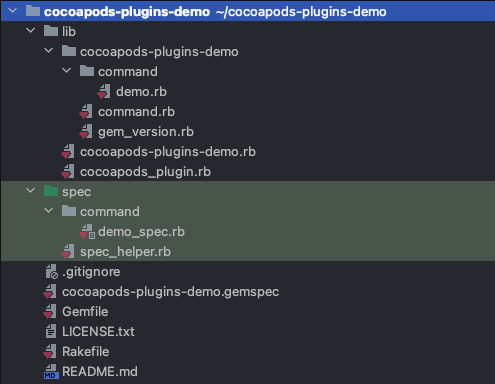 cocoapods-plugins-demo ~/cocoapods-plugins-demo
lib
cocoapods-plugins-demo
command
demo.rb
command.rb
gem_version.rb
cocoapods-plugins-demo.rb
cocoapods_plugin.rb
spec
command
demo_spec.rb
spec_helper.rb
.gitignore
cocoapods-plugins-demo.gemspec
Gemfile
LICENSE.txt
Rakefile
MD README.md